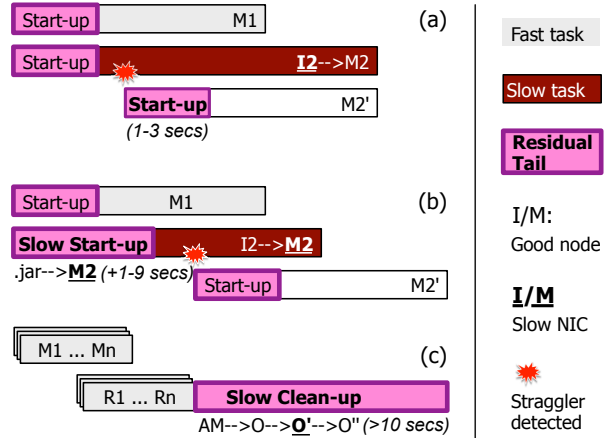 Start-up M1 (a)
Start-up I2-->M2
Start-up M2'
(1-3 secs)
Start-up M1 (b)
Slow Start-up I2-->M2
.jar-->M2 (+1-9 secs)
Start-up M2'
M1 ... Mn (c)
R1 ... Rn Slow Clean-up
AM-->O-->O'-->O" (>10 secs)
Fast task
Slow task
Residual
Tail
I/M:
Good node
I/M
Slow NIC
Straggler
detected